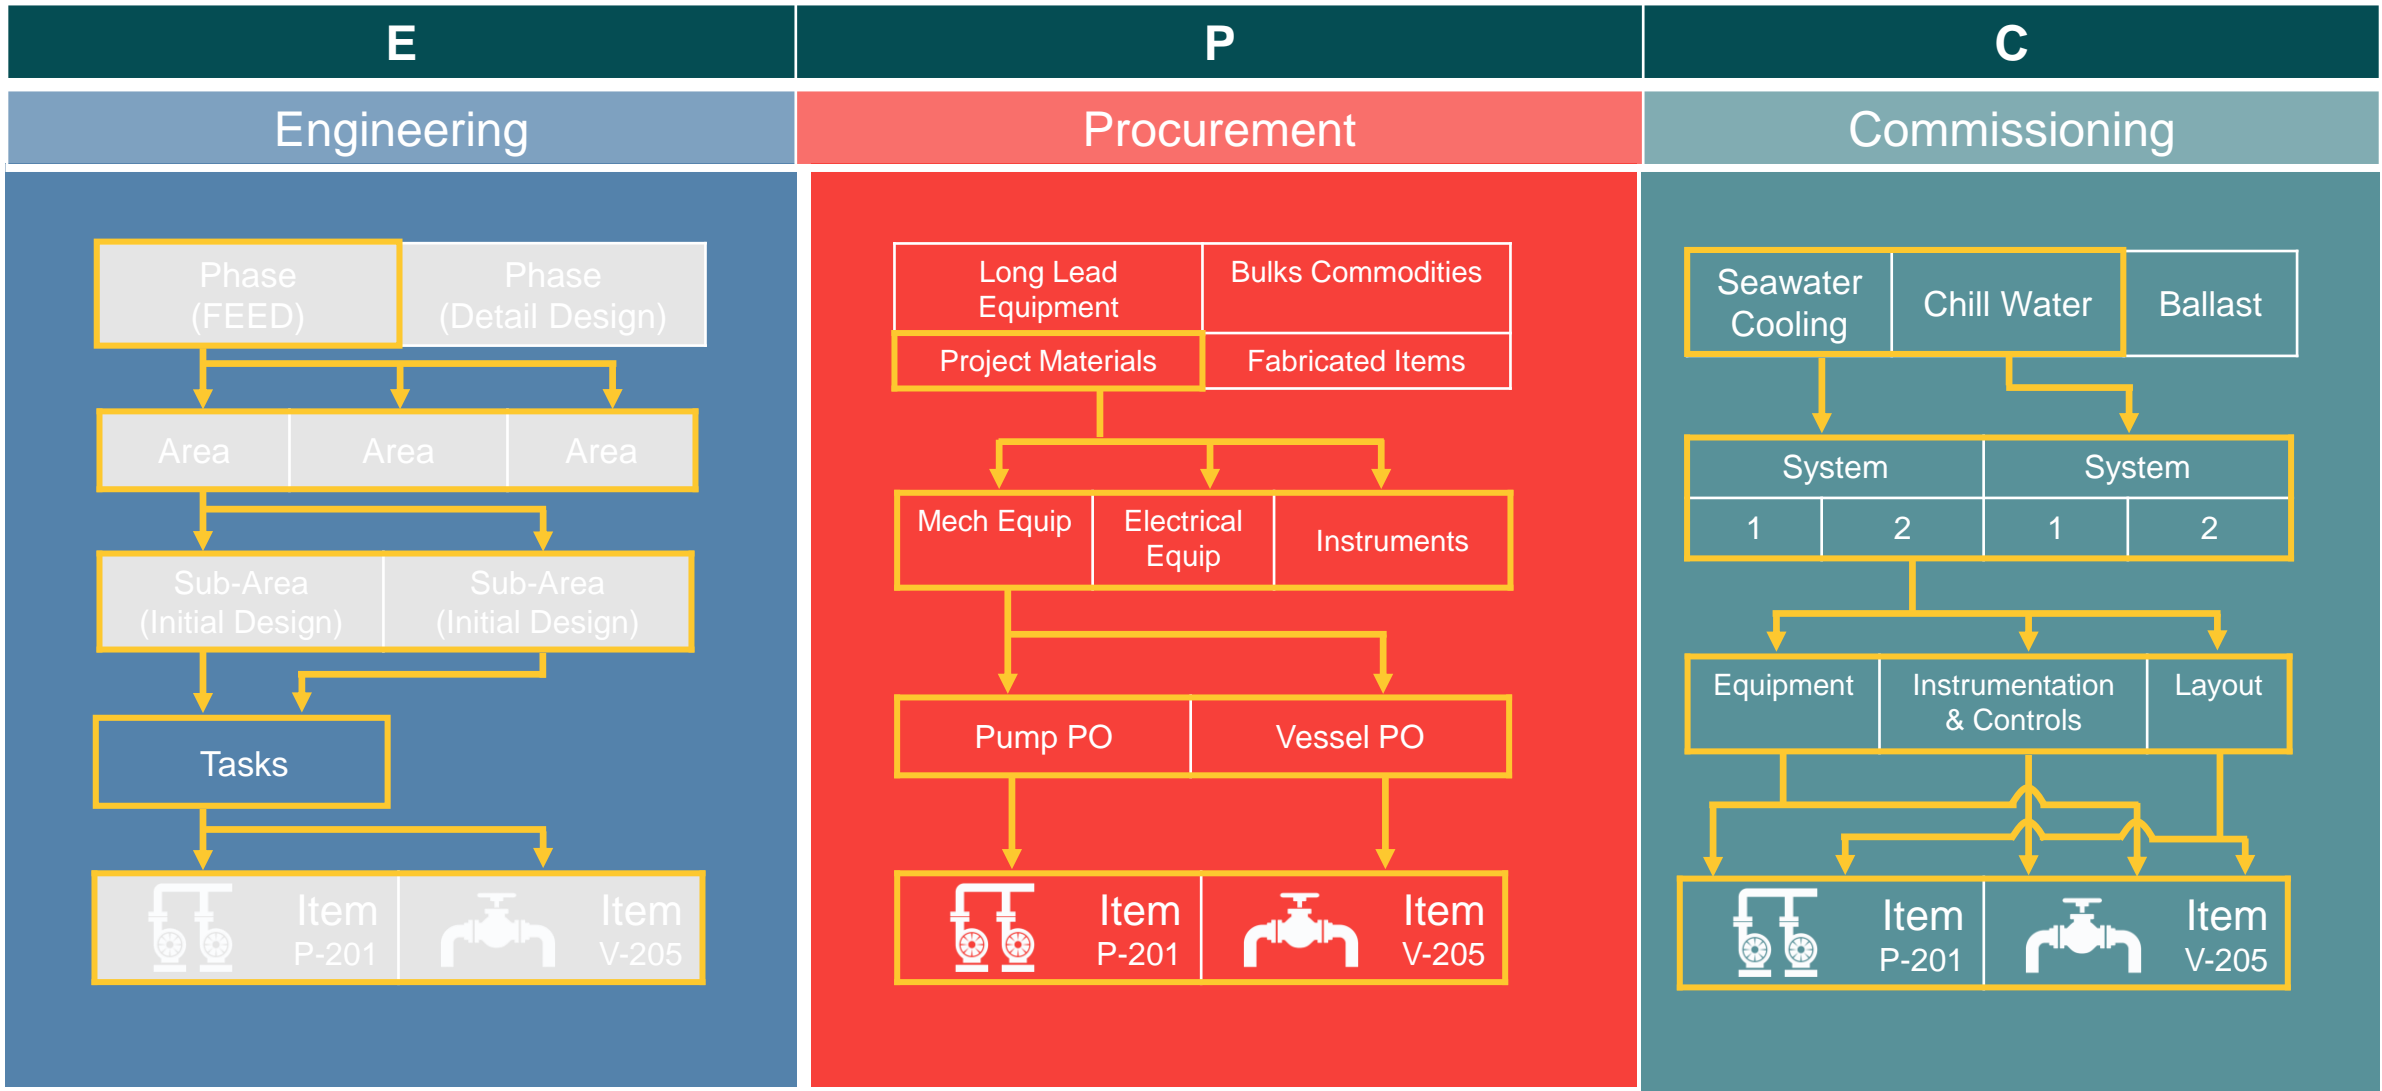 E
P
C
Engineering
Procurement
Commissioning
Phase
(FEED)
Phase
(Detail Design)
Area
Area
Area
Sub-Area
(Initial Design)
Sub-Area
(Initial Design)
Tasks
Item
P-201
Item
V-205
Long Lead
Equipment
Bulks Commodities
Project Materials
Fabricated Items
Mech Equip
Electrical
Equip
Instruments
Pump PO
Vessel PO
Item
P-201
Item
V-205
Seawater
Cooling
Chill Water
Ballast
System
System
1
2
1
2
Equipment
Instrumentation
& Controls
Layout
Item
P-201
Item
V-205